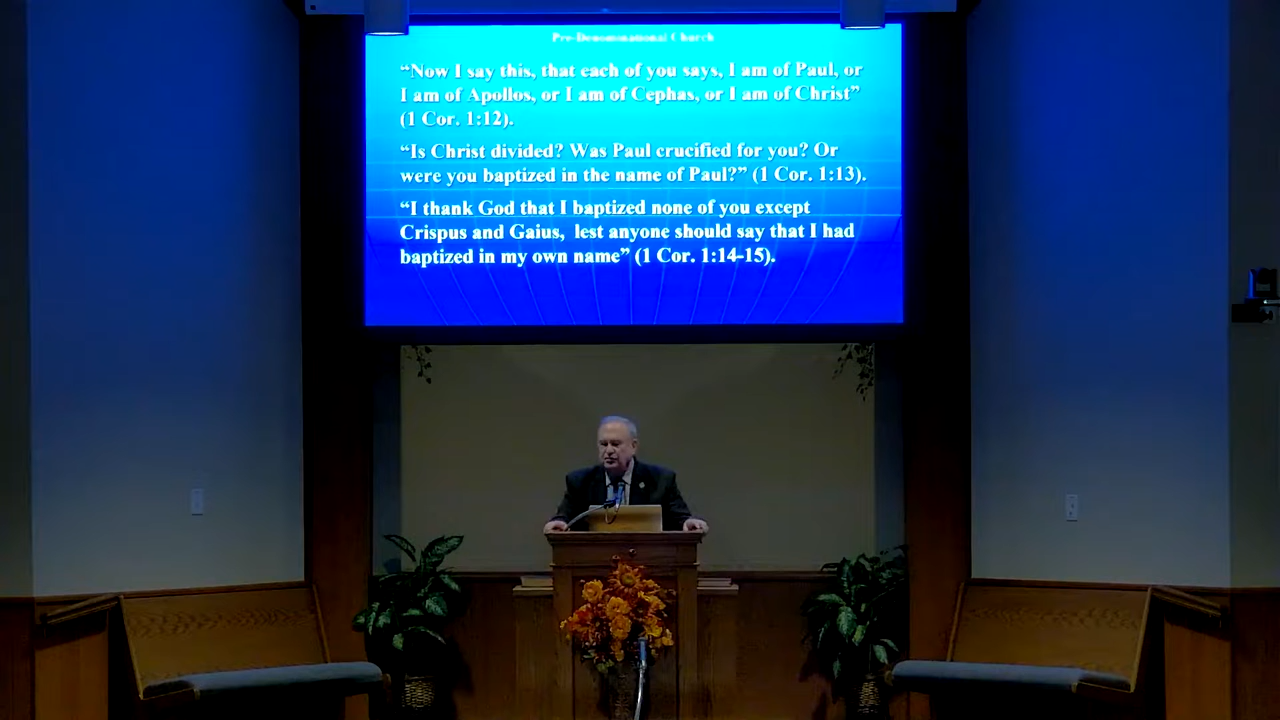 Pre-Denominational Church
“Now I say this, that each of you says, I am of Paul, or
I am of Apollos, or I am of Cephas, or I am of Christ”
(1 Cor. 1:12).
“Is Christ divided? Was Paul crucified for you? Or
were you baptized in the name of Paul?” (1 Cor. 1:13).
“I thank God that I baptized none of you except
Crispus and Gaius,  lest anyone should say that I had
baptized in my own name” (1 Cor. 1:14-15).